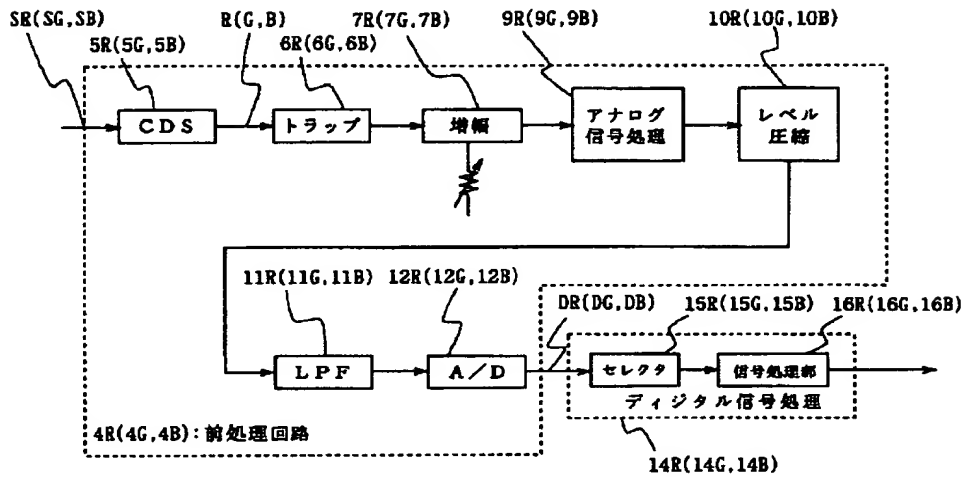 SR(SG,SB)
R(G,B)
7R(7G,7B)
9R(9G,9B)
10R(10G,10B)
5R(5G,5B)
6R(6G,6B)
CDS
トラップ
増幅
アナログ
信号処理
レベル
圧縮
11R(11G,11B)
12R(12G,12B)
DR(DG,DB)
15R(15G,15B)
16R(16G,16B)
LPF
A/D
セレクタ
信号処理部
ディジタル信号処理
4R(4G,4B):前処理回路
14R(14G,14B)